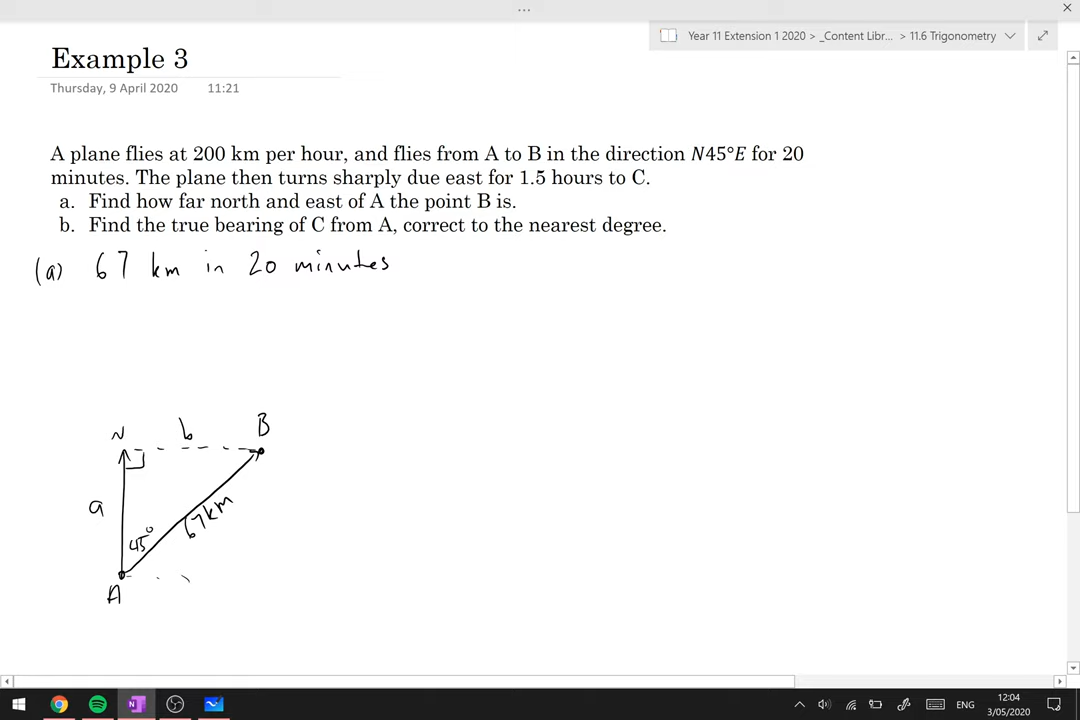 Year 11 Extension 1 2020 > _Content Libr... > 11.6 Trigonometry
Example 3
Thursday, 9 April 2020 11:21
A plane flies at 200 km per hour, and flies from A to B in the direction N45°E for 20
minutes. The plane then turns sharply due east for 1.5 hours to C.
a. Find how far north and east of A the point B is.
b. Find the true bearing of C from A, correct to the nearest degree.
(a) 67 km in 20 minutes
N b B
a
67km
45°
A
ENG
12:04
3/05/2020